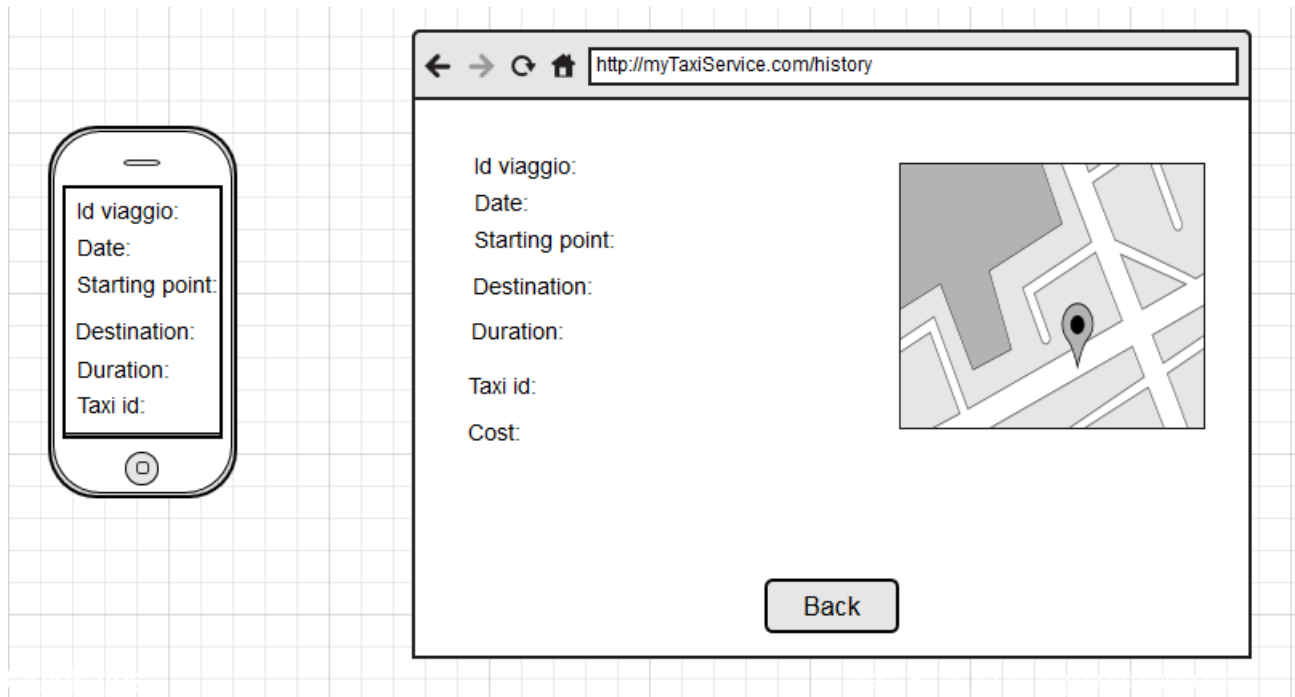 Id viaggio:
Date:
Starting point:
Destination:
Duration:
Taxi id:
http://myTaxiService.com/history
Id viaggio:
Date:
Starting point:
Destination:
Duration:
Taxi id:
Cost:
Back